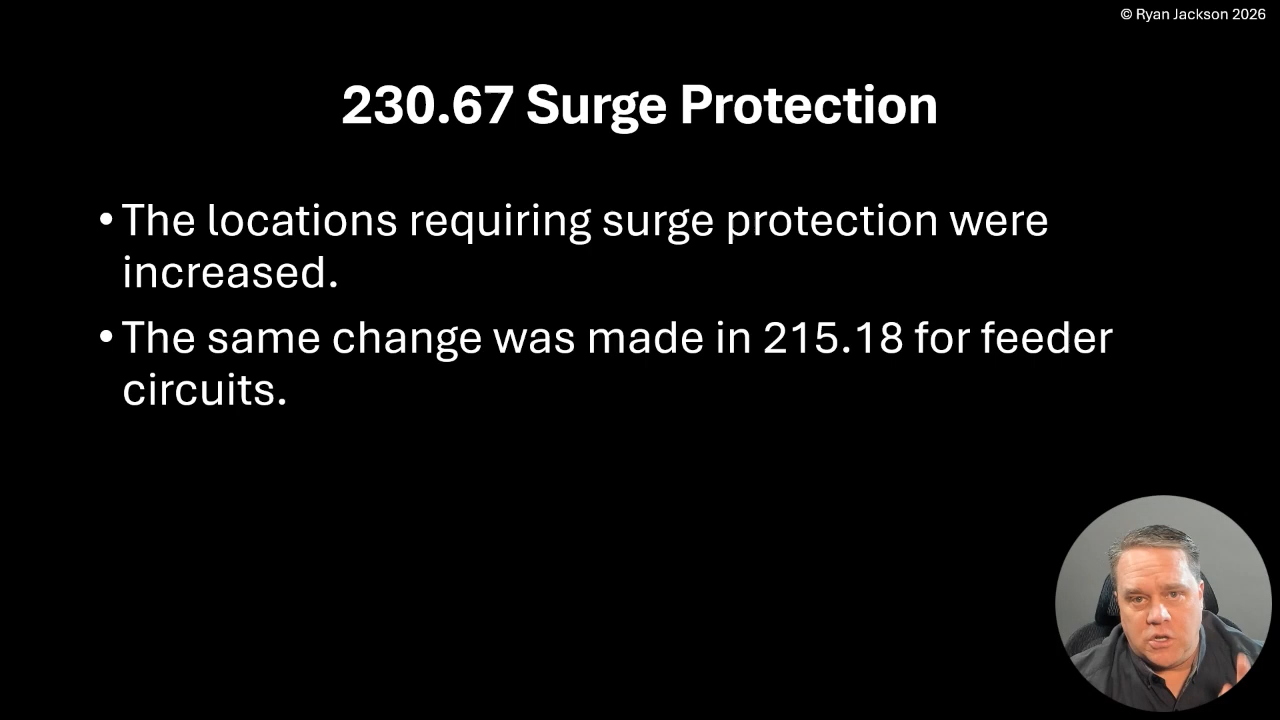 © Ryan Jackson 2026
230.67 Surge Protection
• The locations requiring surge protection were
increased.
• The same change was made in 215.18 for feeder
circuits.